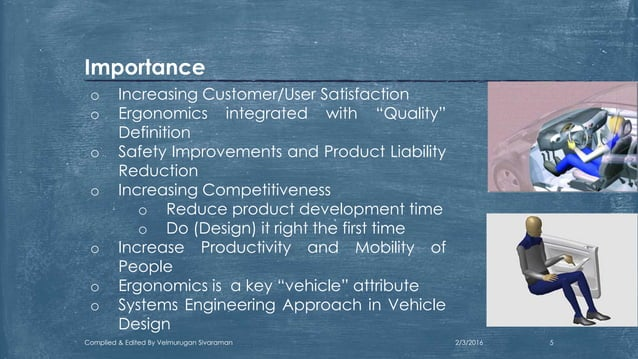 Importance
o Increasing Customer/User Satisfaction
o Ergonomics integrated with “Quality”
Definition
o Safety Improvements and Product Liability
Reduction
o Increasing Competitiveness
o Reduce product development time
o Do (Design) it right the first time
o Increase Productivity and Mobility of
People
o Ergonomics is a key “vehicle” attribute
o Systems Engineering Approach in Vehicle
Design
Complied & Edited By Velmurugan Sivaraman 2/3/2016 5